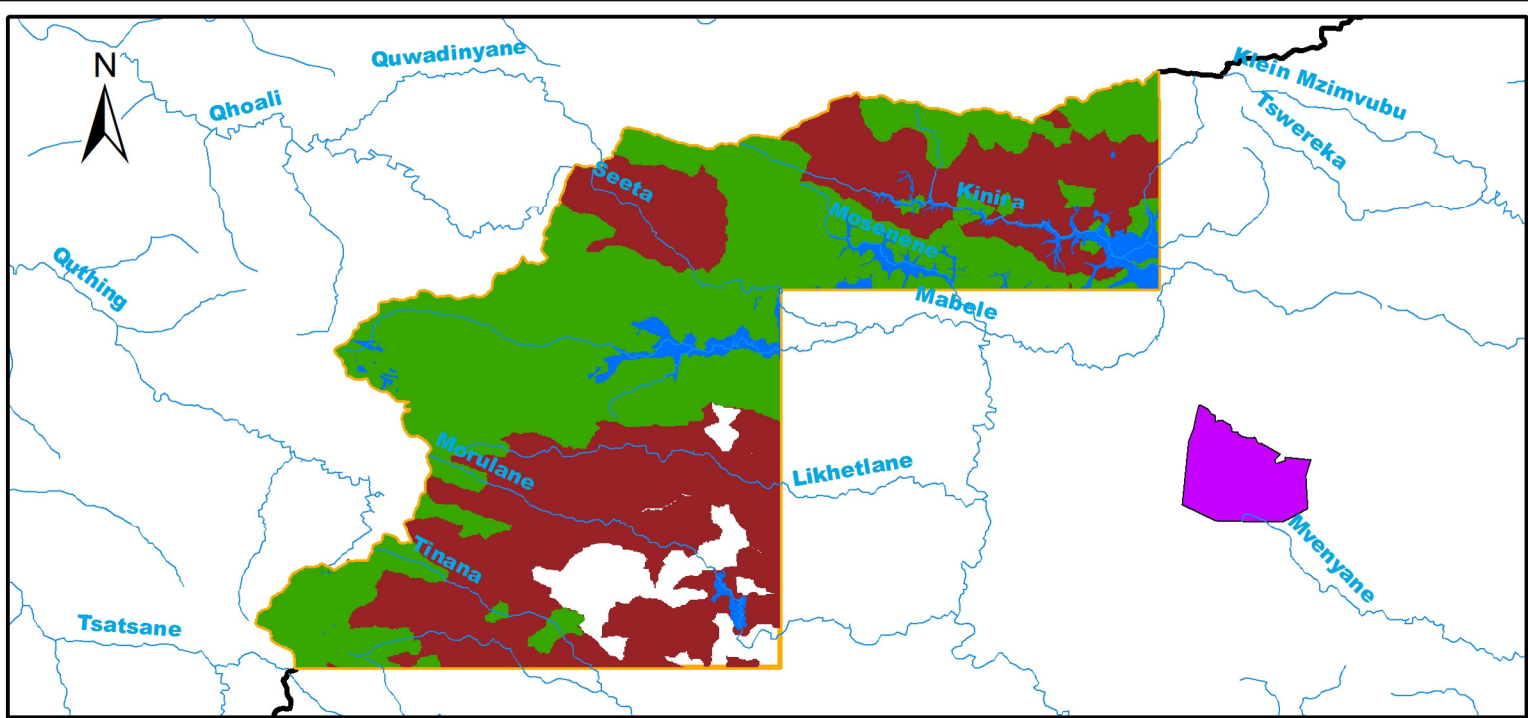 N
Quwadinyane
Klein Mzimvubu
Qhoali
Tswereka
Seeta
Kinira
Mosenene
Quthing
Mabele
Morulane
Likhetlane
Tinana
Mvenyane
Tsatsane